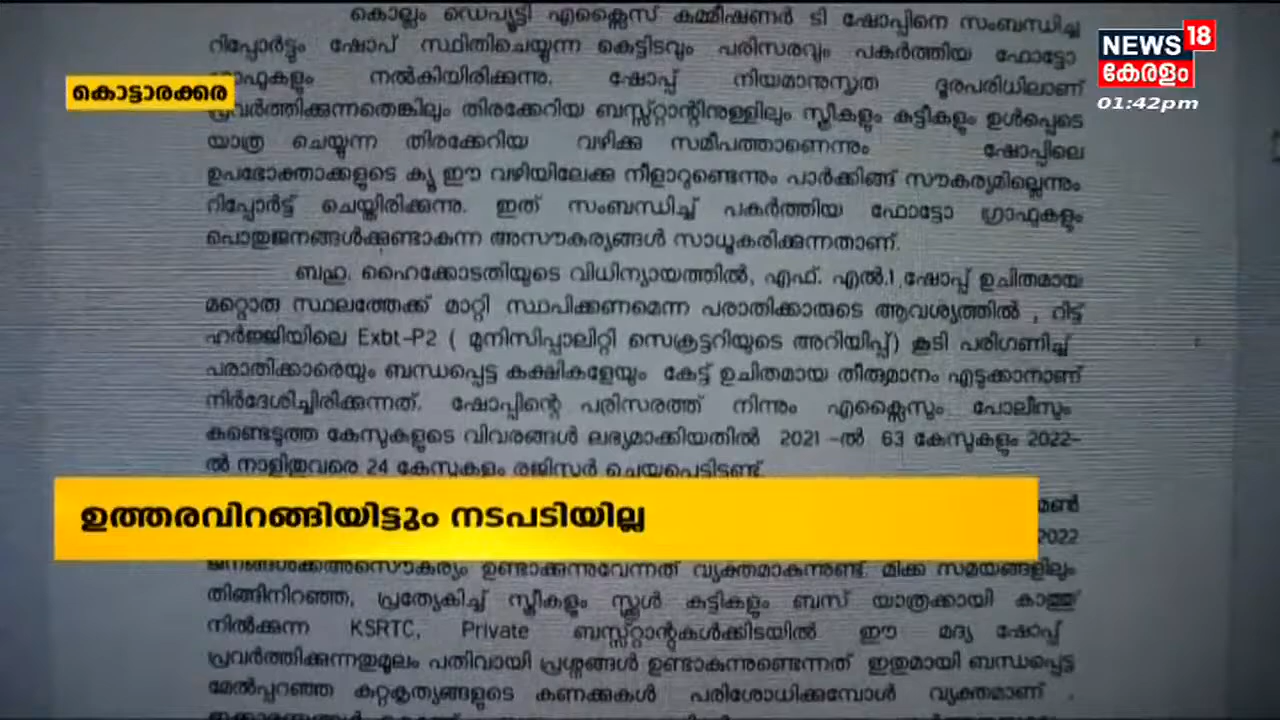 കൊല്ലം ഡെപ്യൂട്ടി എക്സൈസ് കമ്മീഷണർ ടി ഷോപ്പിനെ സംബന്ധിച്ച
റിപ്പോർട്ടും ഷോപ് സ്ഥിതിചെയ്യുന്ന കെട്ടിടവും പരിസരവും പകർത്തിയ ഫോട്ടോ
NEWS 18
കേരളം
01:42pm
കൊട്ടാരക്കര
നൽകിയിരിക്കുന്നു. ഷോപ്പ് നിയമാനുസൃത ദൂരപരിധിലാണ്
തിരക്കേറിയ ബസ്സ്റ്റാന്റിനുള്ളിലും സ്ത്രീകളും കുട്ടികളും ഉൾപ്പെടെ
യാത്ര ചെയ്യുന്ന തിരക്കേറിയ വഴിക്കു സമീപത്താണെന്നും ഷോപ്പിലെ
ഉപഭോക്താക്കളുടെ ക്യൂ ഈ വഴിയിലേക്കു നീളാറുണ്ടെന്നും പാർക്കിങ്ങ് സൗകര്യമില്ലെന്നും
റിപ്പോർട്ട് ചെയ്തിരിക്കുന്നു. ഇത് സംബന്ധിച്ച് പകർത്തിയ ഫോട്ടോ ഗ്രാഫുകളും
പൊതുജനങ്ങൾക്കുണ്ടാകുന്ന അസൗകര്യങ്ങൾ സാധൂകരിക്കുന്നതാണ്.
ബഹു. ഹൈക്കോടതിയുടെ വിധിന്യായത്തിൽ, എഫ്. എൽ.1 ,ഷോപ്പ് ഉചിതമായ
മറ്റൊരു സ്ഥലത്തേക്ക് മാറ്റി സ്ഥാപിക്കണമെന്ന പരാതിക്കാരുടെ ആവശ്യത്തിൽ , റിട്ട്
ഹർജ്ജിയിലെ Exbt-P2 ( മുനിസിപ്പാലിറ്റി സെക്രട്ടറിയുടെ അറിയിപ്പ്) കൂടി പരിഗണിച്ച്
പരാതിക്കാരെയും ബന്ധപ്പെട്ട കക്ഷികളേയും കേട്ട് ഉചിതമായ തീരുമാനം എടുക്കാനാണ്
നിർദേശിച്ചിരിക്കുന്നത്. ഷോപ്പിന്റെ പരിസരത്ത് നിന്നും എക്സൈസും പോലീസും
കണ്ടെടുത്ത കേസുകളുടെ വിവരങ്ങൾ ലഭ്യമാക്കിയതിൽ 2021 -ൽ 63 കേസുകളും 2022-
ൽ നാളിതുവരെ 24 കേസുകളും രജിസ്റ്റർ ചെയ്യപ്പെട്ടിട്ടുണ്ട്.
ഉത്തരവിറങ്ങിയിട്ടും നടപടിയില്ല
2022
ഉണ്ടാക്കുന്നുവേന്നത് വ്യക്തമാകുന്നുണ്ട്. മിക്ക സമയങ്ങളിലും
തിങ്ങിനിറഞ്ഞ, പ്രത്യേകിച്ച് സ്ത്രീകളും സ്കൂൾ കുട്ടികളും ബസ് യാത്രക്കായി കാത്തു
നിൽക്കുന്ന KSRTC, Private ബസ്സ്റ്റാന്റുകൾക്കിടയിൽ ഈ മദ്യ ഷോപ്പ്
പ്രവർത്തിക്കുന്നതുമൂലം പതിവായി പ്രശ്നങ്ങൾ ഉണ്ടാകുന്നുണ്ടെന്നത് ഇതുമായി ബന്ധപ്പെട്ട
മേൽപ്പറഞ്ഞ കുറ്റകൃത്യങ്ങളുടെ കണക്കുകൾ പരിശോധിക്കുമ്പോൾ വ്യക്തമാണ് .